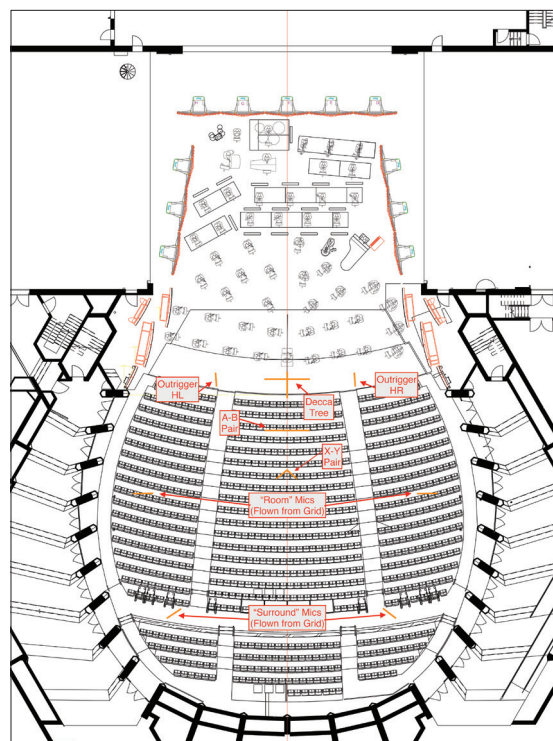 Outrigger
HL
Outrigger
HR
Decca
Tree
A-B
Pair
X-Y
Pair
“Room” Mics
(Flown from Grid)
“Surround” Mics
(Flown from Grid)